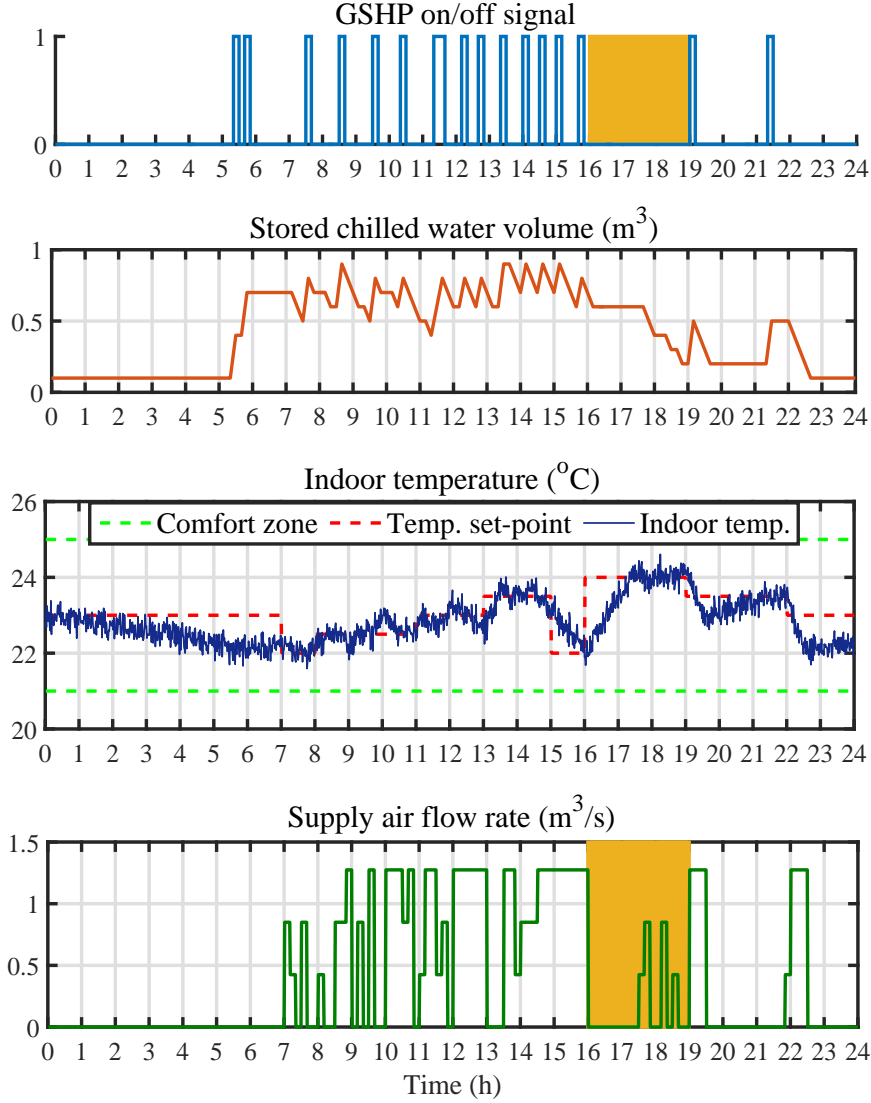 GSHP on/off signal
1
0
0 1 2 3 4 5 6 7 8 9 10 11 12 13 14 15 16 17 18 19 20 21 22 23 24
Stored chilled water volume (m³)
1
0.5
0
0 1 2 3 4 5 6 7 8 9 10 11 12 13 14 15 16 17 18 19 20 21 22 23 24
Indoor temperature (°C)
26
Comfort zone Temp. set-point Indoor temp.
24
22
20
0 1 2 3 4 5 6 7 8 9 10 11 12 13 14 15 16 17 18 19 20 21 22 23 24
Supply air flow rate (m³/s)
1.5
1
0.5
0
0 1 2 3 4 5 6 7 8 9 10 11 12 13 14 15 16 17 18 19 20 21 22 23 24
Time (h)